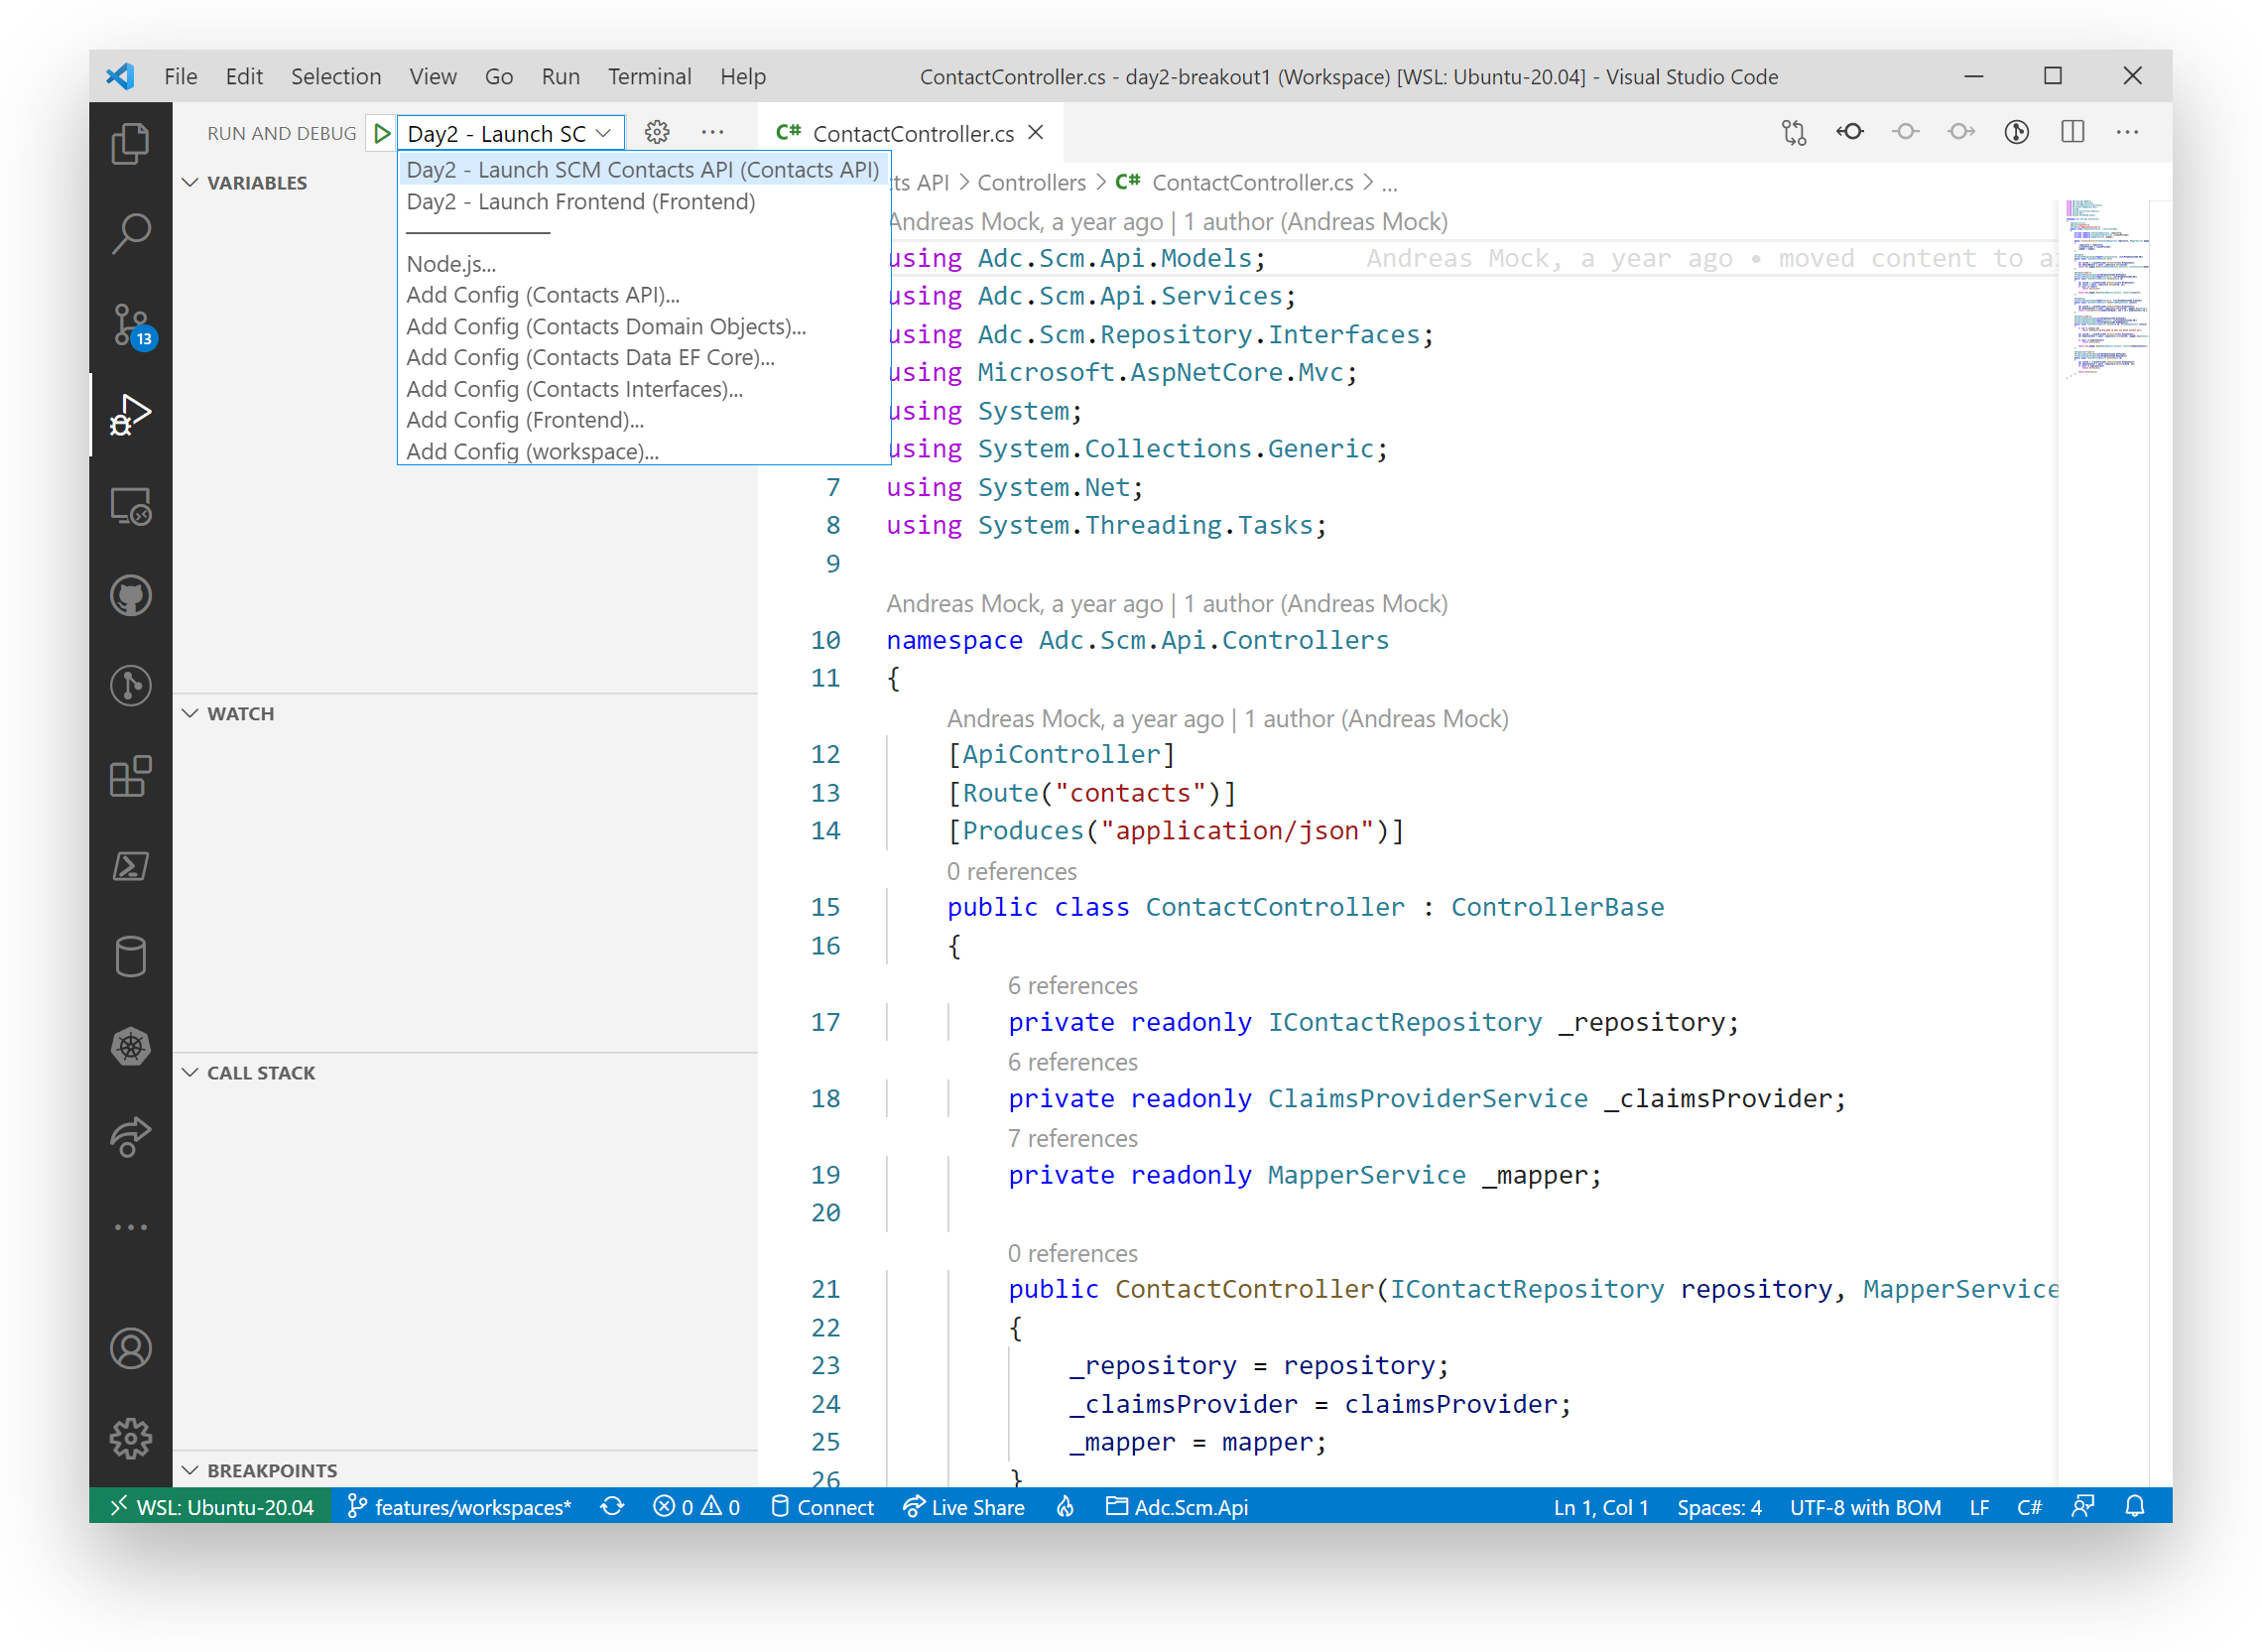 File Edit Selection View Go Run Terminal Help
ContactController.cs - day2-breakout1 (Workspace) [WSL: Ubuntu-20.04] - Visual Studio Code
RUN AND DEBUG
Day2 - Launch SC
ContactController.cs
Day2 - Launch SCM Contacts API (Contacts API)
Day2 - Launch Frontend (Frontend)
Node.js...
Add Config (Contacts API)...
Add Config (Contacts Domain Objects)...
Add Config (Contacts Data EF Core)...
Add Config (Contacts Interfaces)...
Add Config (Frontend)...
Add Config (workspace)...
VARIABLES
WATCH
CALL STACK
BREAKPOINTS
13
cts API > Controllers > C# ContactController.cs > ...
Andreas Mock, a year ago | 1 author (Andreas Mock)
using Adc.Scm.Api.Models; Andreas Mock, a year ago • moved content to a
using Adc.Scm.Api.Services;
using Adc.Scm.Repository.Interfaces;
using Microsoft.AspNetCore.Mvc;
using System;
using System.Collections.Generic;
7 using System.Net;
8 using System.Threading.Tasks;
9
Andreas Mock, a year ago | 1 author (Andreas Mock)
10 namespace Adc.Scm.Api.Controllers
11 {
Andreas Mock, a year ago | 1 author (Andreas Mock)
12 [ApiController]
13 [Route("contacts")]
14 [Produces("application/json")]
0 references
15 public class ContactController : ControllerBase
16 {
6 references
17 private readonly IContactRepository _repository;
6 references
18 private readonly ClaimsProviderService _claimsProvider;
7 references
19 private readonly MapperService _mapper;
20
0 references
21 public ContactController(IContactRepository repository, MapperService
22 {
23 _repository = repository;
24 _claimsProvider = claimsProvider;
25 _mapper = mapper;
26 }
WSL: Ubuntu-20.04 features/workspaces* 0 0 Connect Live Share Adc.Scm.Api Ln 1, Col 1 Spaces: 4 UTF-8 with BOM LF C#